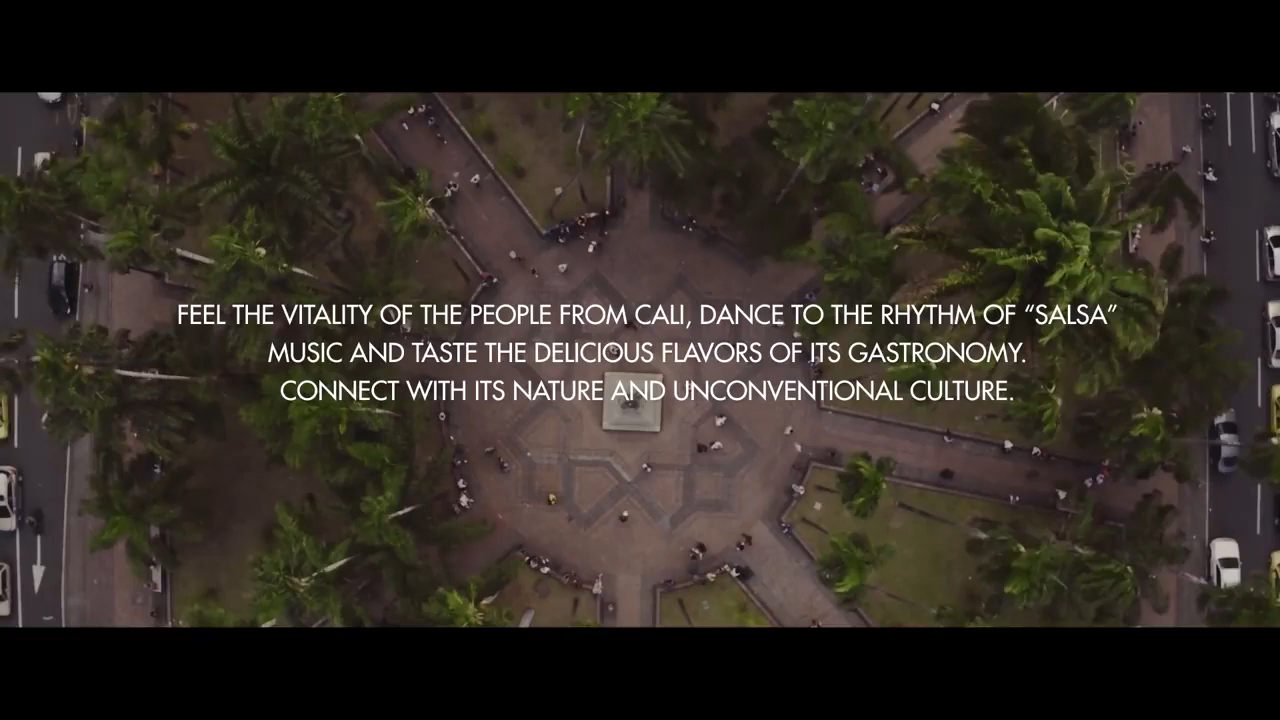 FEEL THE VITALITY OF THE PEOPLE FROM CALI, DANCE TO THE RHYTHM OF “SALSA”
MUSIC AND TASTE THE DELICIOUS FLAVORS OF ITS GASTRONOMY.
CONNECT WITH ITS NATURE AND UNCONVENTIONAL CULTURE.